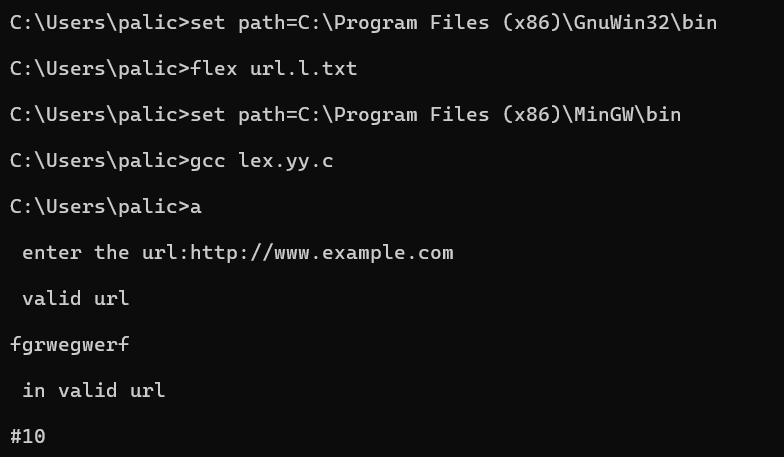 C:\Users\palic>set path=C:\Program Files (x86)\GnuWin32\bin
C:\Users\palic>flex url.l.txt
C:\Users\palic>set path=C:\Program Files (x86)\MinGW\bin
C:\Users\palic>gcc lex.yy.c
C:\Users\palic>a
enter the url:http://www.example.com
valid url
fgrwegwerf
in valid url
#10